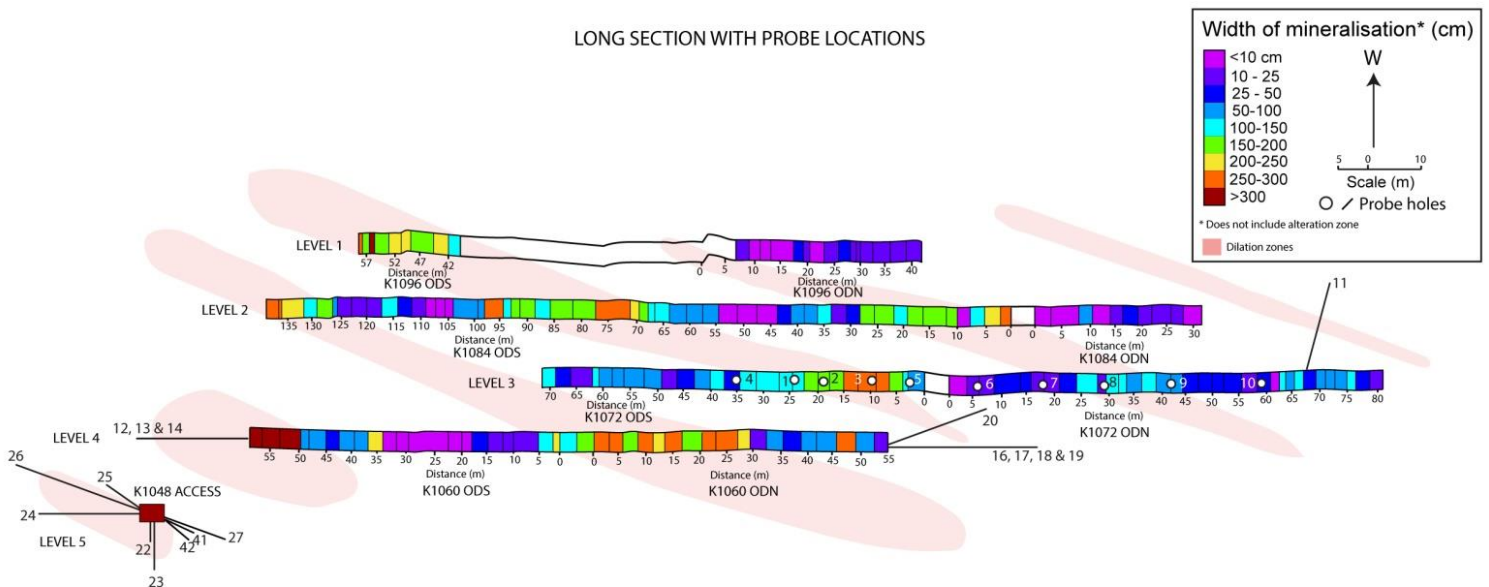 LONG SECTION WITH PROBE LOCATIONS
Width of mineralisation* (cm)
<10 cm
10 - 25
25 - 50
50-100
100-150
150-200
200-250
250-300
>300
W
5 0 10
Scale (m)
Probe holes
* Does not include alteration zone
Dilation zones
LEVEL 1
57 52 47 42
Distance (m)
K1096 ODS
0 5 10 15 20 25 30 35 40
Distance (m)
K1096 ODN
11
LEVEL 2
135 130 125 120 115 110 105 100 95 90 85 80 75 70 65 60 55 50 45 40 35 30 25 20 15 10 5 0 0 5 10 15 20 25 30
Distance (m)
K1084 ODS
Distance (m)
K1084 ODN
LEVEL 3
4 1 2 3 5 6 7 8 9 10
70 65 60 55 50 45 40 35 30 25 20 15 10 5 0 0 5 10 15 20 25 30 35 40 45 50 55 60 65 70 75 80
Distance (m)
K1072 ODS
Distance (m)
K1072 ODN
20
12, 13 & 14
LEVEL 4
55 50 45 40 35 30 25 20 15 10 5 0 0 5 10 15 20 25 30 35 40 45 50 55
16, 17, 18 & 19
Distance (m)
K1060 ODS
Distance (m)
K1060 ODN
26
25
K1048 ACCESS
24
LEVEL 5
22
42
41
27
23